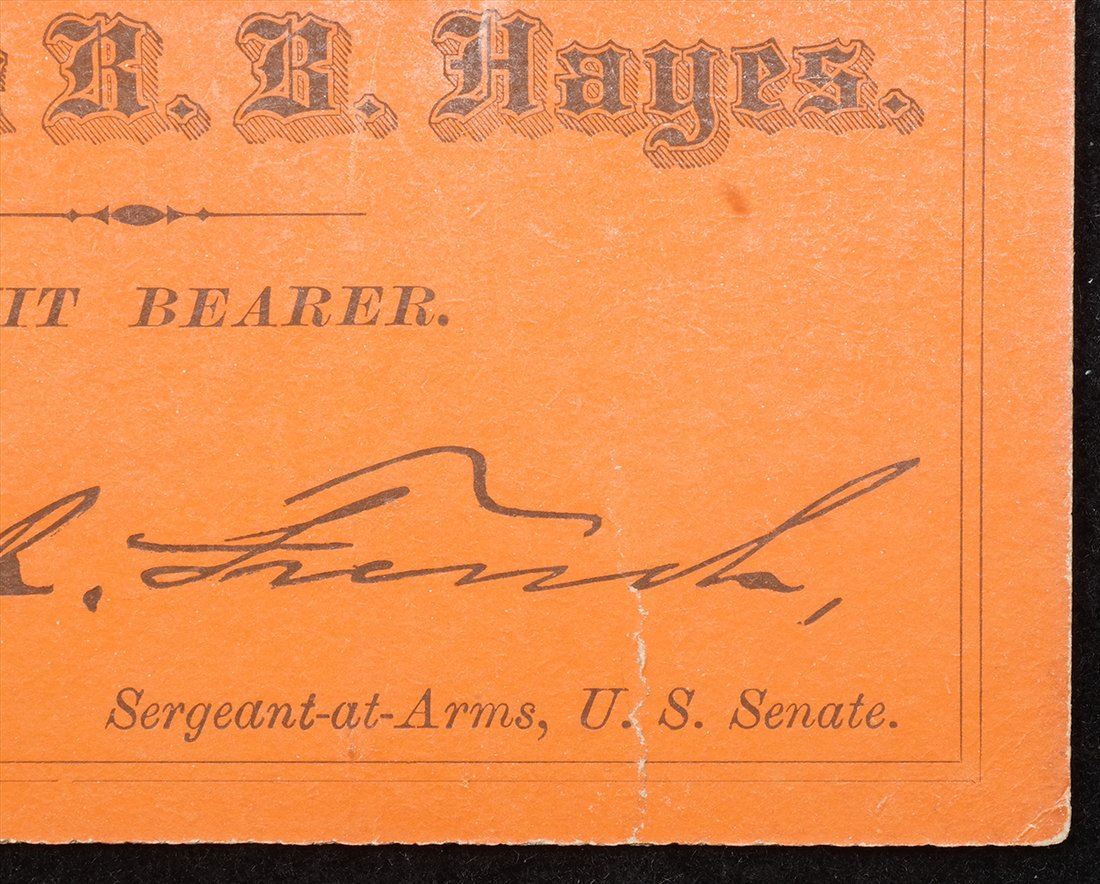 R. B. Hayes.
IT BEARER.
R. French,
Sergeant-at-Arms, U. S. Senate.